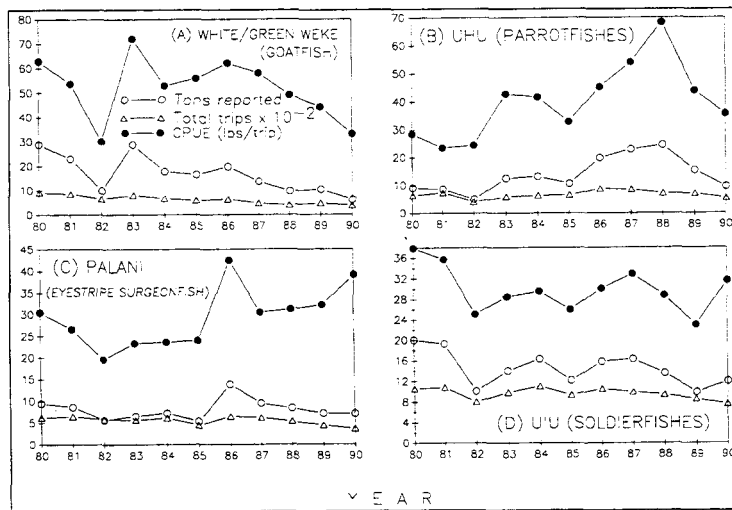 (A) WHITE/GREEN WEKE
(GOATFISH)
Tons reported
Total trips x 10-2
CPUE (lbs/trip)
80
70
60
50
40
30
20
10
0
80 81 82 83 84 85 86 87 88 89 90
(B) UHU (PARROTFISHES)
70
60
50
40
30
20
10
0
80 81 82 83 84 85 86 87 88 89 90
(C) PALANI
(EYESTRIPE SURGEONFISH)
45
40
35
30
25
20
15
10
5
0
80 81 82 83 84 85 86 87 88 89 90
36
32
28
24
20
16
12
8
4
0
(D) U'U (SOLDIERFISHES)
80 81 82 83 84 85 86 87 88 89 90
YEAR